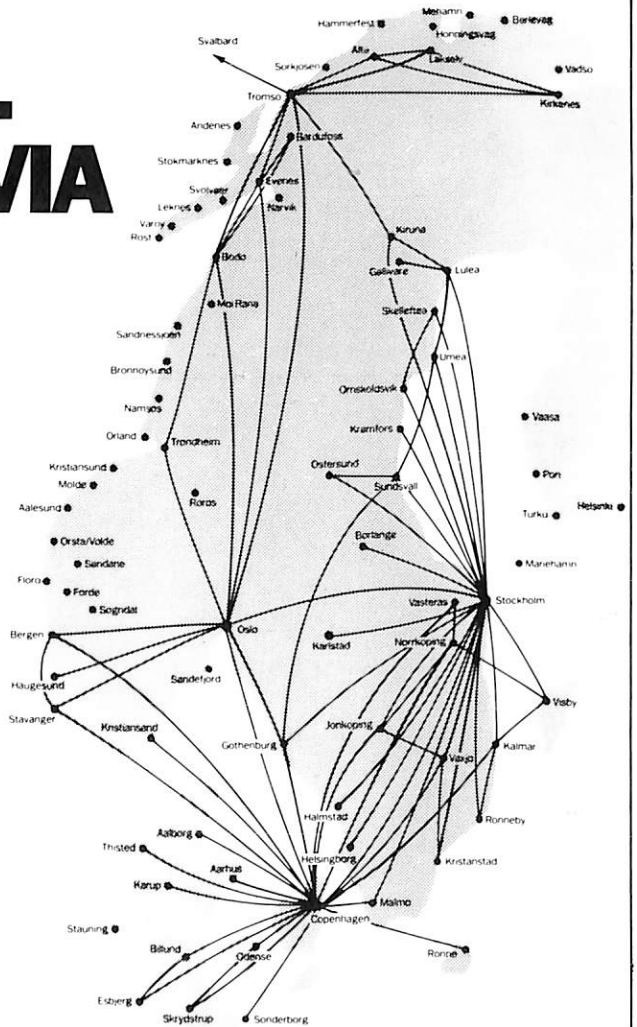 VIA
Mehamn
Hammerfest
Berlevag
Honningsvag
Svalbard
Alta
Lakselv
Sorkjosen
Vadso
Tromso
Kirkenes
Andenes
Bardufoss
Stokmarknes
Evenes
Svolvaer
Narvik
Leknes
Varoy
Rost
Kiruna
Bodo
Gallivare
Lulea
Moi Rana
Skelleftea
Sandnessjoen
Umea
Bronnoysund
Ornskoldsvik
Namsos
Vaasa
Orland
Trondheim
Kramfors
Kristiansund
Ostersund
Pori
Molde
Sundsvall
Roros
Aalesund
Turku
Helsinki
Orsta/Volde
Borlange
Sandane
Mariehamn
Floro
Forde
Vasteras
Stockholm
Sogndal
Oslo
Bergen
Karlstad
Norrkoping
Sandefjord
Haugesund
Visby
Stavanger
Kristiansand
Jonkoping
Gothenburg
Kalmar
Vaxjo
Halmstad
Ronneby
Aalborg
Thisted
Helsingborg
Kristanstad
Aarhus
Karup
Malmo
Copenhagen
Stauning
Billund
Odense
Ronne
Esbjerg
Skrydstrup
Sonderborg